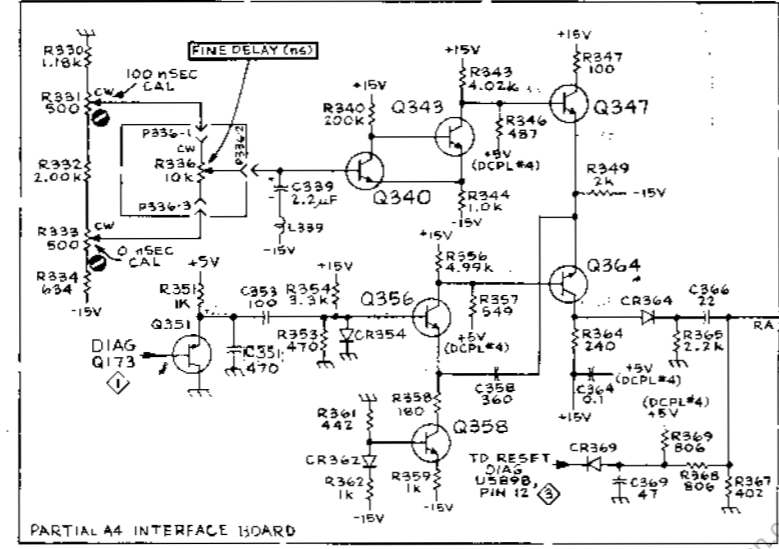 R330
1.18K
100 nSEC
CAL
CW
R331
500
FINE DELAY (ns)
P336-1
CW
R336
10K
P336-2
P336-3
R332
2.00K
R333
500
CW
0 nSEC
CAL
R334
634
-15V
+15V
R340
200K
Q340
C339
2.2µF
L339
-15V
+15V
R343
4.02K
Q343
R344
1.0K
-15V
R346
487
+5V
(DCPL#4)
+15V
R347
100
Q347
R349
2K
-15V
+5V
R351
1K
Q351
DIAG
Q173
1
C351
470
C353
100
+15V
R354
3.3K
R353
470
CR354
Q356
+15V
R356
4.99K
R357
549
+5V
(DCPL#4)
C358
360
R358
180
Q358
R359
1K
-15V
R361
442
CR362
R362
1K
-15V
Q364
CR364
C366
22
R365
2.2K
RA
R364
240
+15V
C364
0.1
+5V
(DCPL#4)
(DCPL#4)
+5V
R369
806
CR369
TD RESET
DIAG
U589B,
PIN 12,
3
C369
47
R368
806
R367
402
PARTIAL A4 INTERFACE BOARD